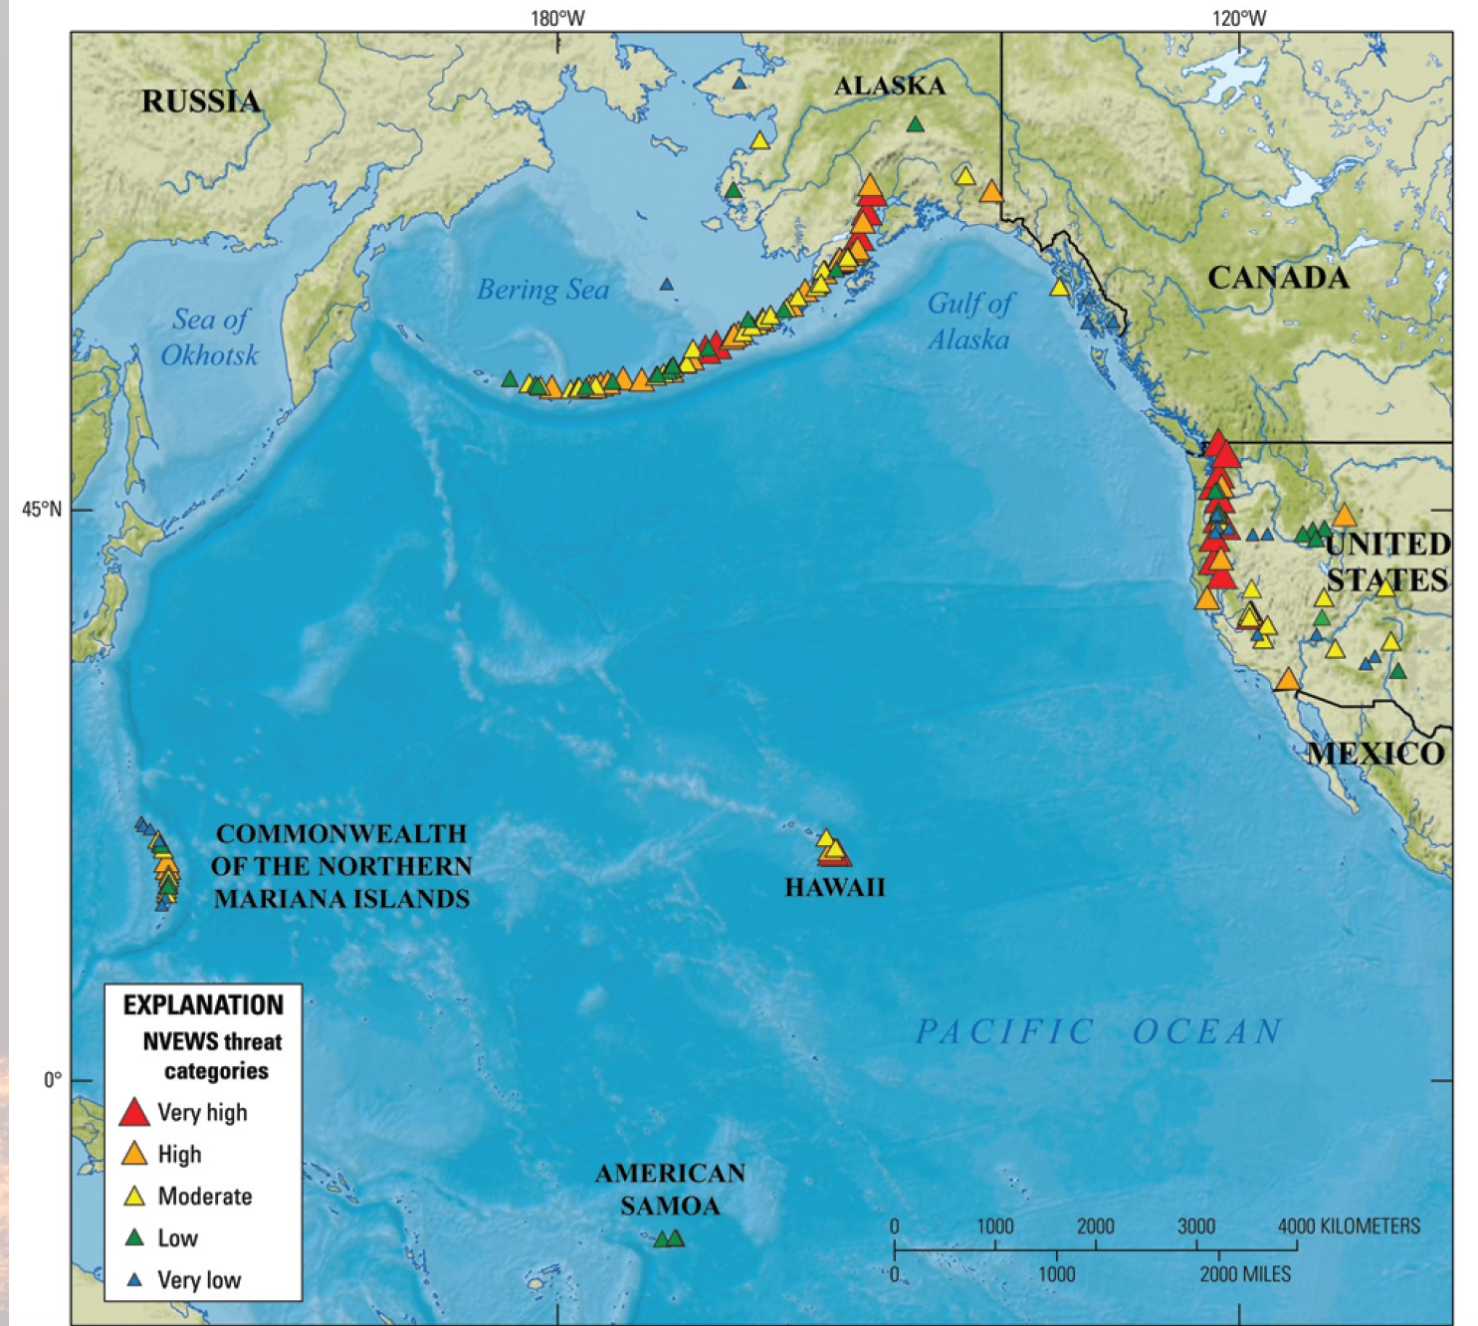 180°W
120°W
RUSSIA
ALASKA
CANADA
Bering Sea
Sea of
Okhotsk
Gulf of
Alaska
45°N
UNITED
STATES
MEXICO
COMMONWEALTH
OF THE NORTHERN
MARIANA ISLANDS
HAWAII
EXPLANATION
NVEWS threat
categories
Very high
High
Moderate
Low
Very low
0°
PACIFIC OCEAN
AMERICAN
SAMOA
0 1000 2000 3000 4000 KILOMETERS
0 1000 2000 MILES